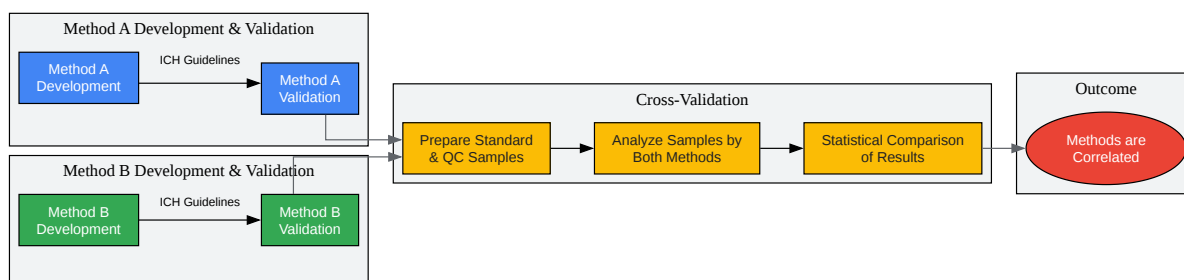 Method A Development & Validation
Method A
Development
ICH Guidelines
Method A
Validation
Method B Development & Validation
Method B
Development
ICH Guidelines
Method B
Validation
Cross-Validation
Prepare Standard
& QC Samples
Analyze Samples by
Both Methods
Statistical Comparison
of Results
Outcome
Methods are
Correlated